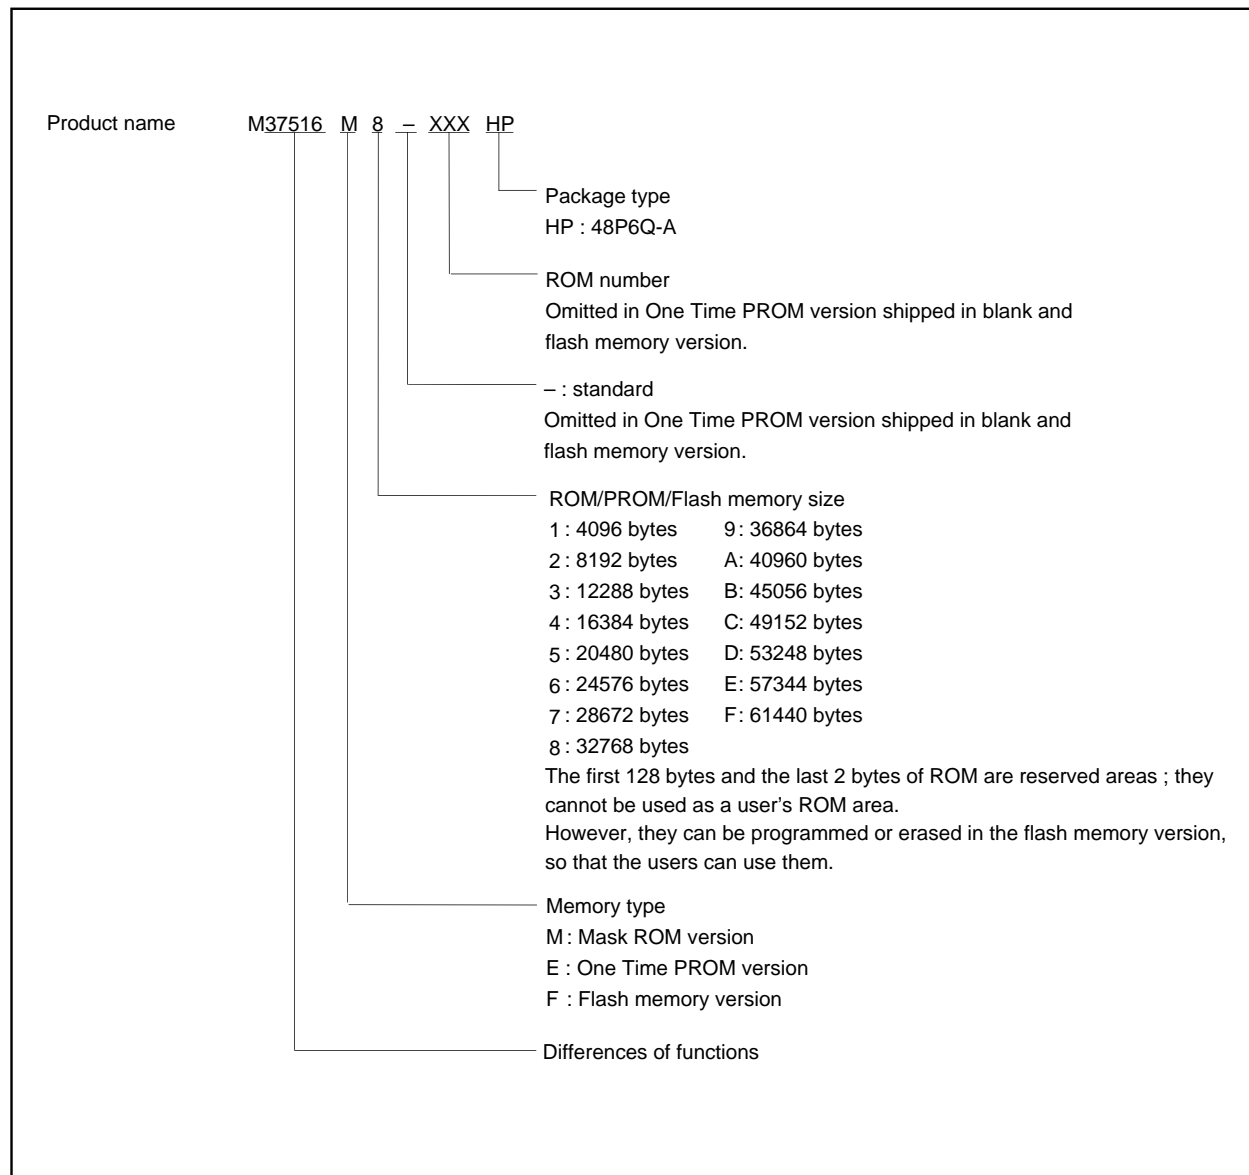 Product name M37516 M 8 – XXX HP
Package type
HP : 48P6Q-A
ROM number
Omitted in One Time PROM version shipped in blank and
flash memory version.
– : standard
Omitted in One Time PROM version shipped in blank and
flash memory version.
ROM/PROM/Flash memory size
1 : 4096 bytes 9 : 36864 bytes
2 : 8192 bytes A: 40960 bytes
3 : 12288 bytes B: 45056 bytes
4 : 16384 bytes C: 49152 bytes
5 : 20480 bytes D: 53248 bytes
6 : 24576 bytes E: 57344 bytes
7 : 28672 bytes F: 61440 bytes
8 : 32768 bytes
The first 128 bytes and the last 2 bytes of ROM are reserved areas ; they
cannot be used as a user’s ROM area.
However, they can be programmed or erased in the flash memory version,
so that the users can use them.
Memory type
M : Mask ROM version
E : One Time PROM version
F : Flash memory version
Differences of functions